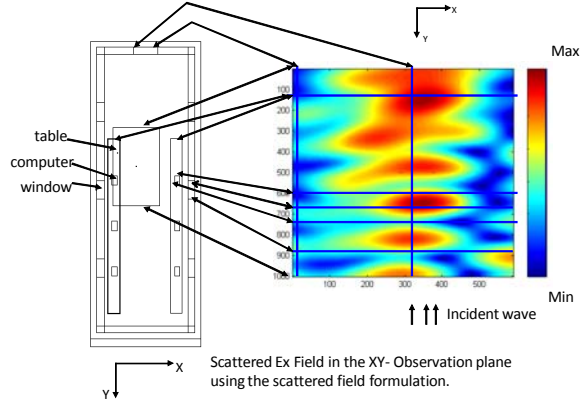 X
Y
Max
table
computer
window
100
200
300
400
500
600
700
800
900
1000
100
200
300
400
500
Min
Incident wave
X
Y
Scattered Ex Field in the XY- Observation plane
using the scattered field formulation.